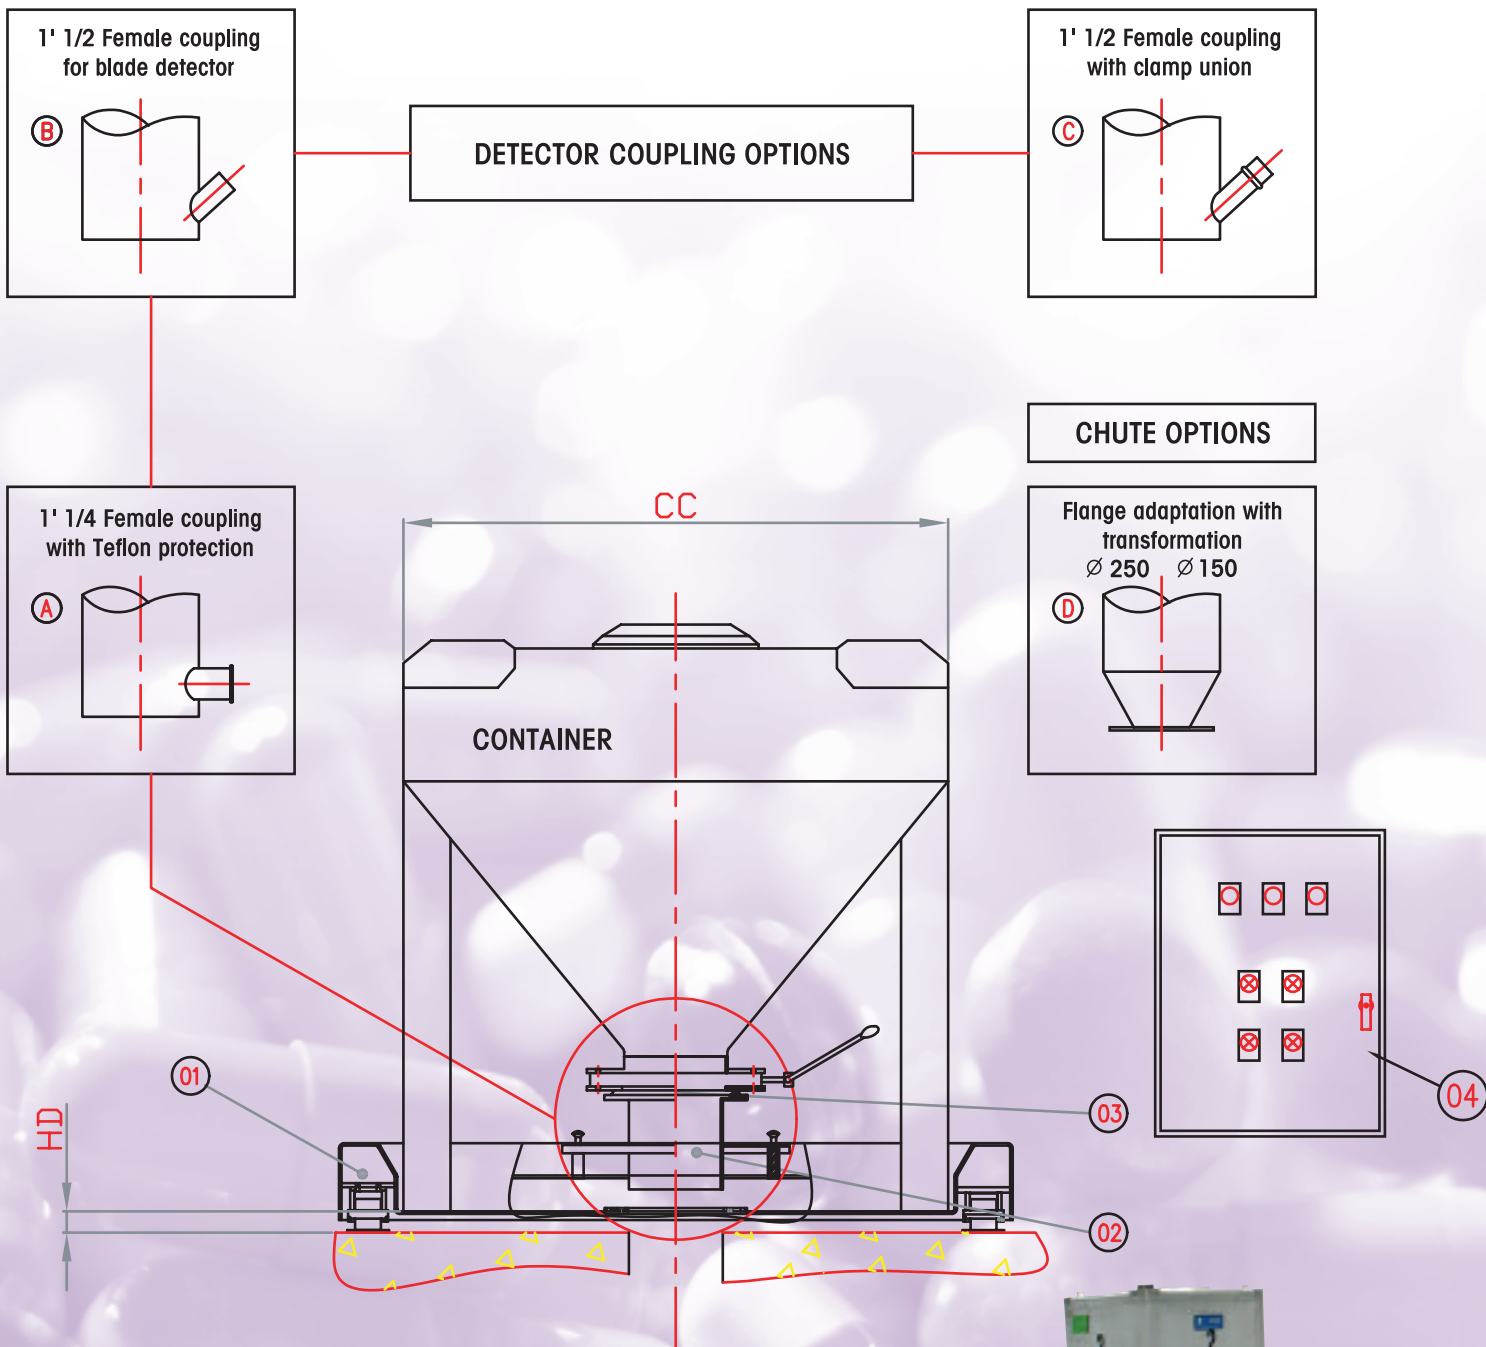 1' 1/2 Female coupling
for blade detector
B
DETECTOR COUPLING OPTIONS
1' 1/2 Female coupling
with clamp union
C
CHUTE OPTIONS
1' 1/4 Female coupling
with Teflon protection
A
CC
Flange adaptation with
transformation
Ø 250 Ø 150
D
CONTAINER
01
HD
03
04
02